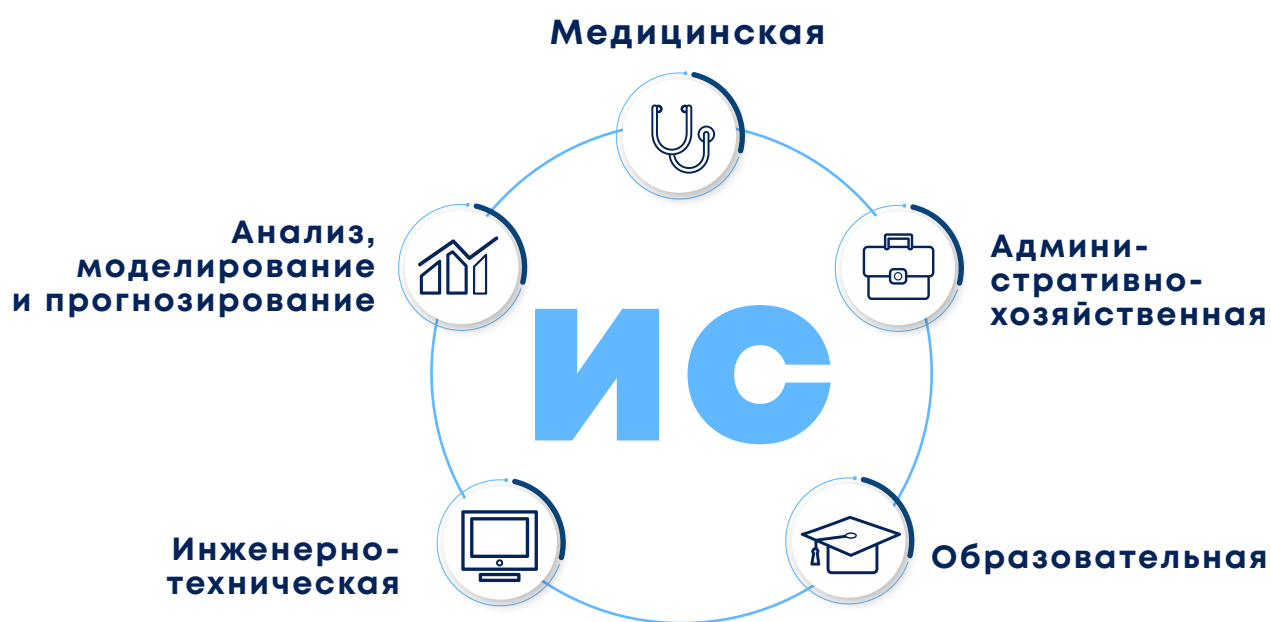 Медицинская
Анализ,
моделирование
и прогнозирование
Админи-
стративно-
хозяйственная
ИС
Инженерно-
техническая
Образовательная